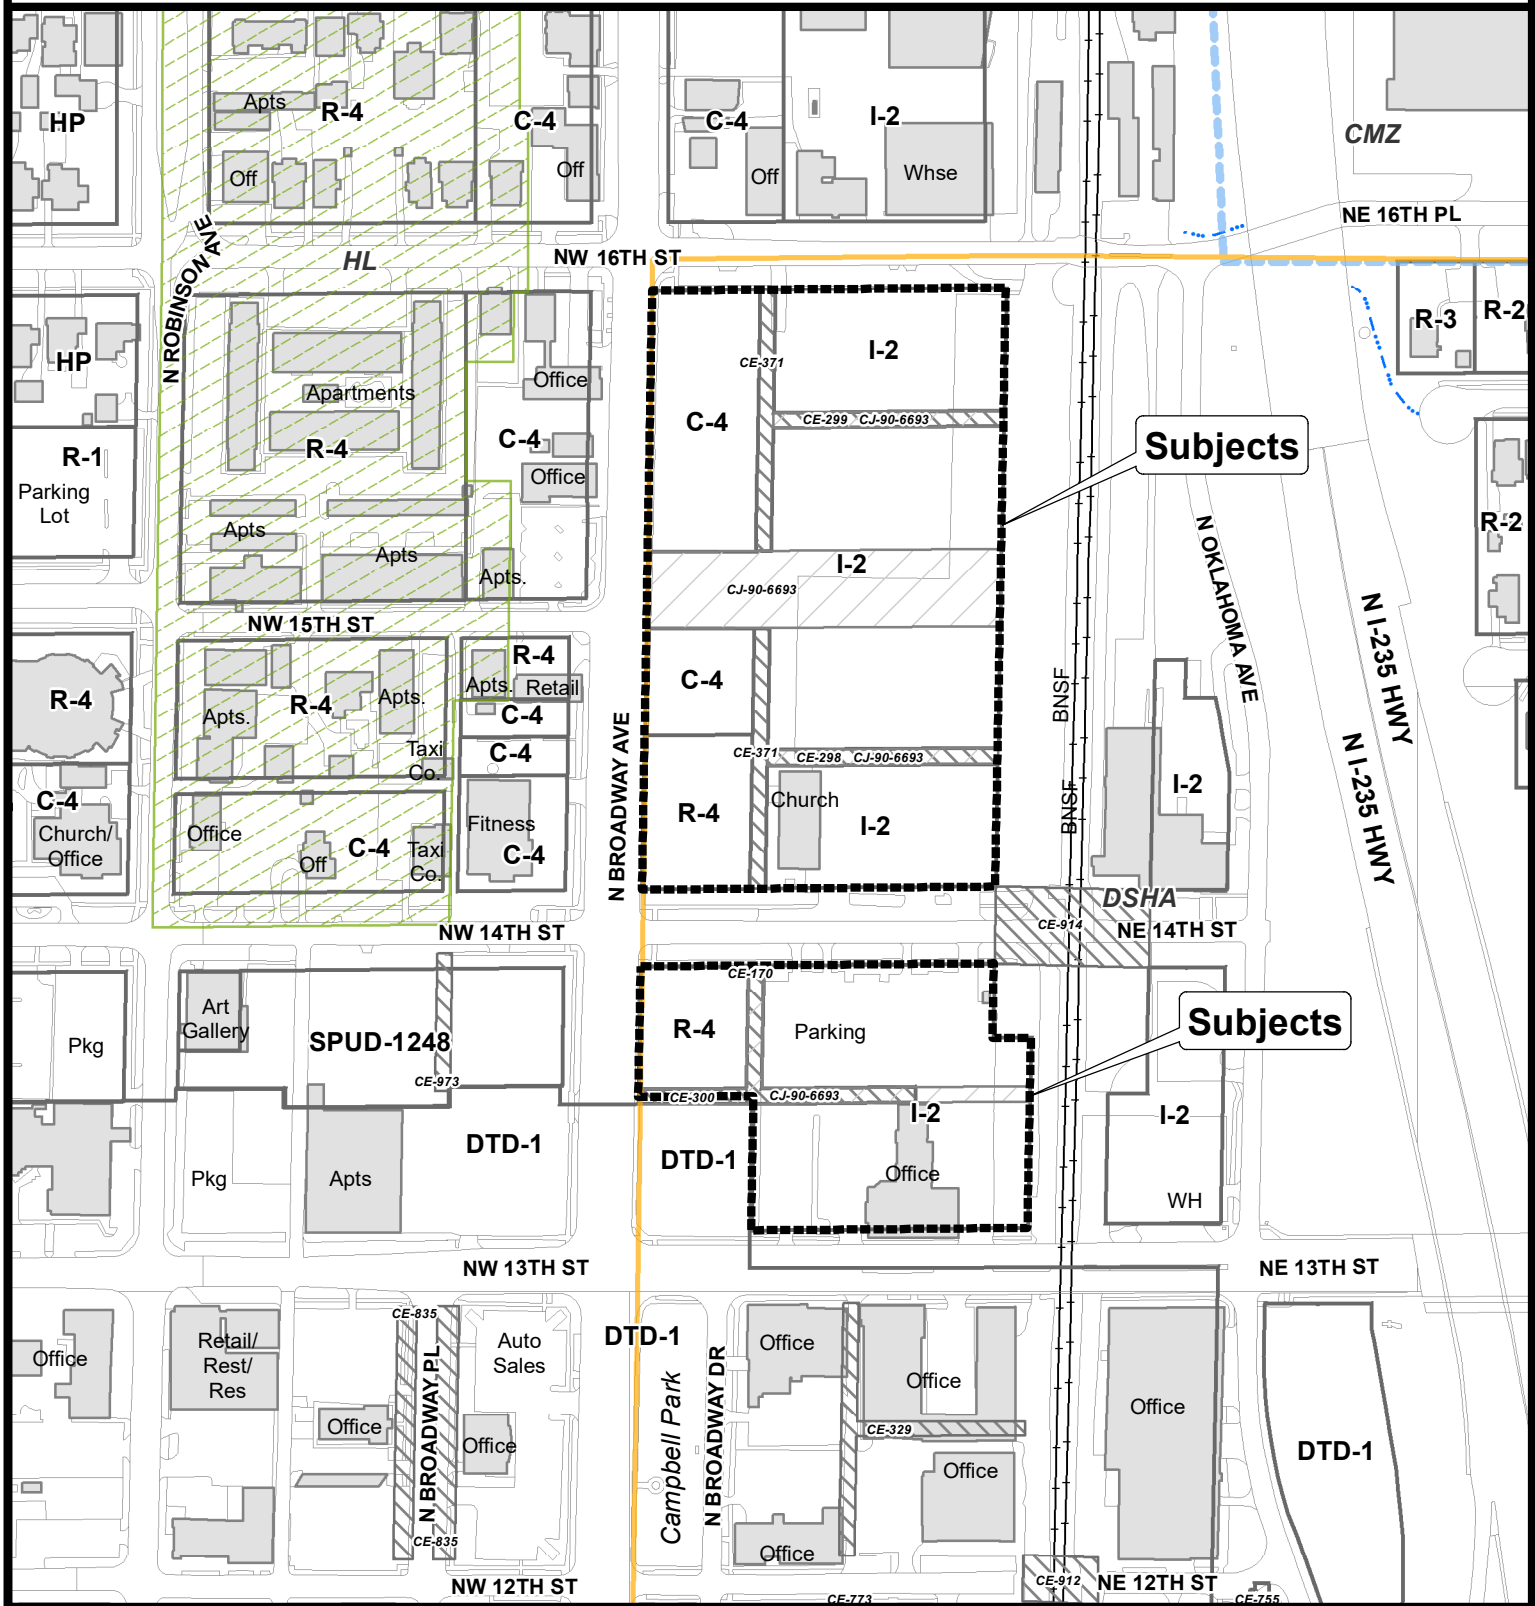 Apts
R-4
HP
C-4
Off
Off
C-4
Off
I-2
Whse
CMZ
NE 16TH PL
N ROBINSON AVE
HL
NW 16TH ST
HP
R-1
Parking
Lot
Apartments
R-4
Apts
Apts
Office
C-4
Office
Apts.
CE-371
I-2
C-4
CE-299
CJ-90-6693
Subjects
R-3
R-2
R-2
I-2
CJ-90-6693
NW 15TH ST
N OKLAHOMA AVE
N I-235 HWY
N I-235 HWY
BNSF
BNSF
R-4
Apts.
R-4
Apts.
Taxi
Co.
R-4
Apts.
Retail
C-4
C-4
C-4
CE-371
CE-298
CJ-90-6693
N BROADWAY AVE
R-4
Church
I-2
I-2
C-4
Church/
Office
Office
Off
C-4
Taxi
Co.
Fitness
C-4
DSHA
CE-914
NE 14TH ST
NW 14TH ST
CE-170
Art
Gallery
Pkg
SPUD-1248
CE-973
R-4
Parking
Subjects
CE-300
CJ-90-6693
I-2
I-2
DTD-1
DTD-1
Pkg
Apts
Office
WH
NW 13TH ST
NE 13TH ST
CE-835
Office
Retail/
Rest/
Res
Auto
Sales
DTD-1
Office
Office
Office
Office
N BROADWAY PL
Office
Campbell Park
N BROADWAY DR
CE-329
Office
DTD-1
CE-835
Office
NW 12TH ST
CE-912
NE 12TH ST
CE-773
CE-755